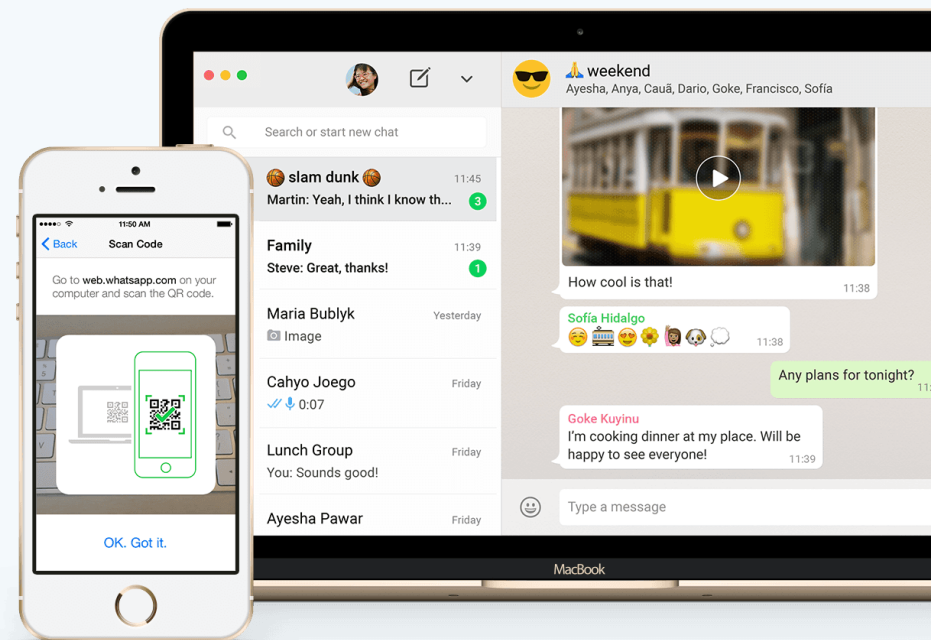 11:50 AM
Back
Scan Code
Go to web.whatsapp.com on your
computer and scan the QR code.
OK. Got it.
Search or start new chat
🏀 slam dunk 🏀
11:45
Martin: Yeah, I think I know th...
3
Family
11:39
Steve: Great, thanks!
1
Maria Bublyk
Yesterday
Image
Cahyo Joego
Friday
0:07
Lunch Group
Friday
You: Sounds good!
Ayesha Pawar
Friday
🙏 weekend
Ayesha, Anya, Cauã, Dario, Goke, Francisco, Sofía
How cool is that!
11:38
Sofía Hidalgo
☺️🚋😍🌻🙋🏽🐶💭
11:38
Any plans for tonight?
11:
Goke Kuyinu
I’m cooking dinner at my place. Will be
happy to see everyone!
11:39
Type a message
MacBook